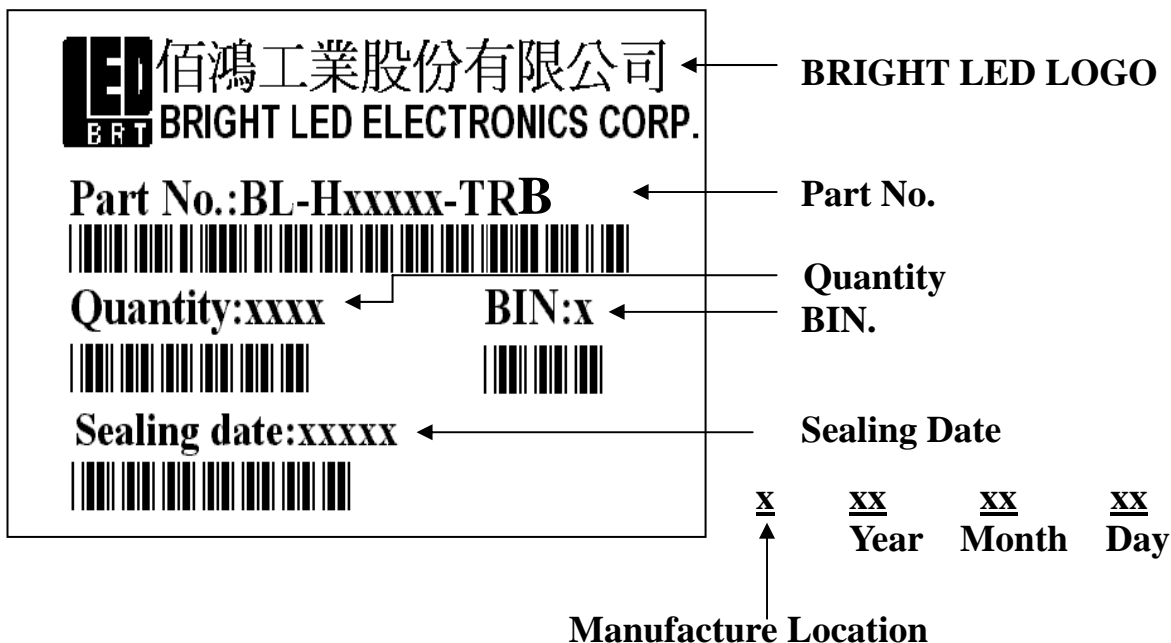 LED 佰鴻工業股份有限公司 BRIGHT LED LOGO
BRT BRIGHT LED ELECTRONICS CORP.
Part No.:BL-Hxxxxx-TRB Part No.
Quantity
Quantity:xxxx BIN:x BIN.
Sealing date:xxxxx Sealing Date
x xx xx xx
Year Month Day
Manufacture Location